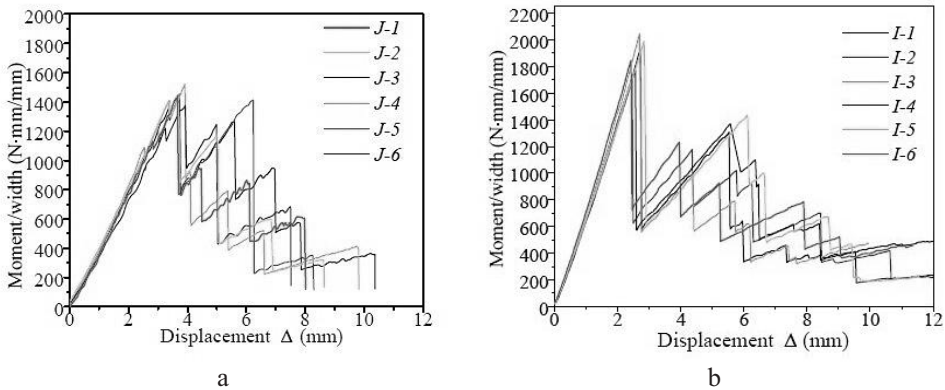 2000
1800
1600
1400
1200
1000
800
600
400
200
0
Moment/width (N·mm/mm)
J-1
J-2
J-3
J-4
J-5
J-6
0 2 4 6 8 10 12
Displacement Δ (mm)
a
2200
2000
1800
1600
1400
1200
1000
800
600
400
200
0
Moment/width (N·mm/mm)
I-1
I-2
I-3
I-4
I-5
I-6
0 2 4 6 8 10 12
Displacement Δ (mm)
b